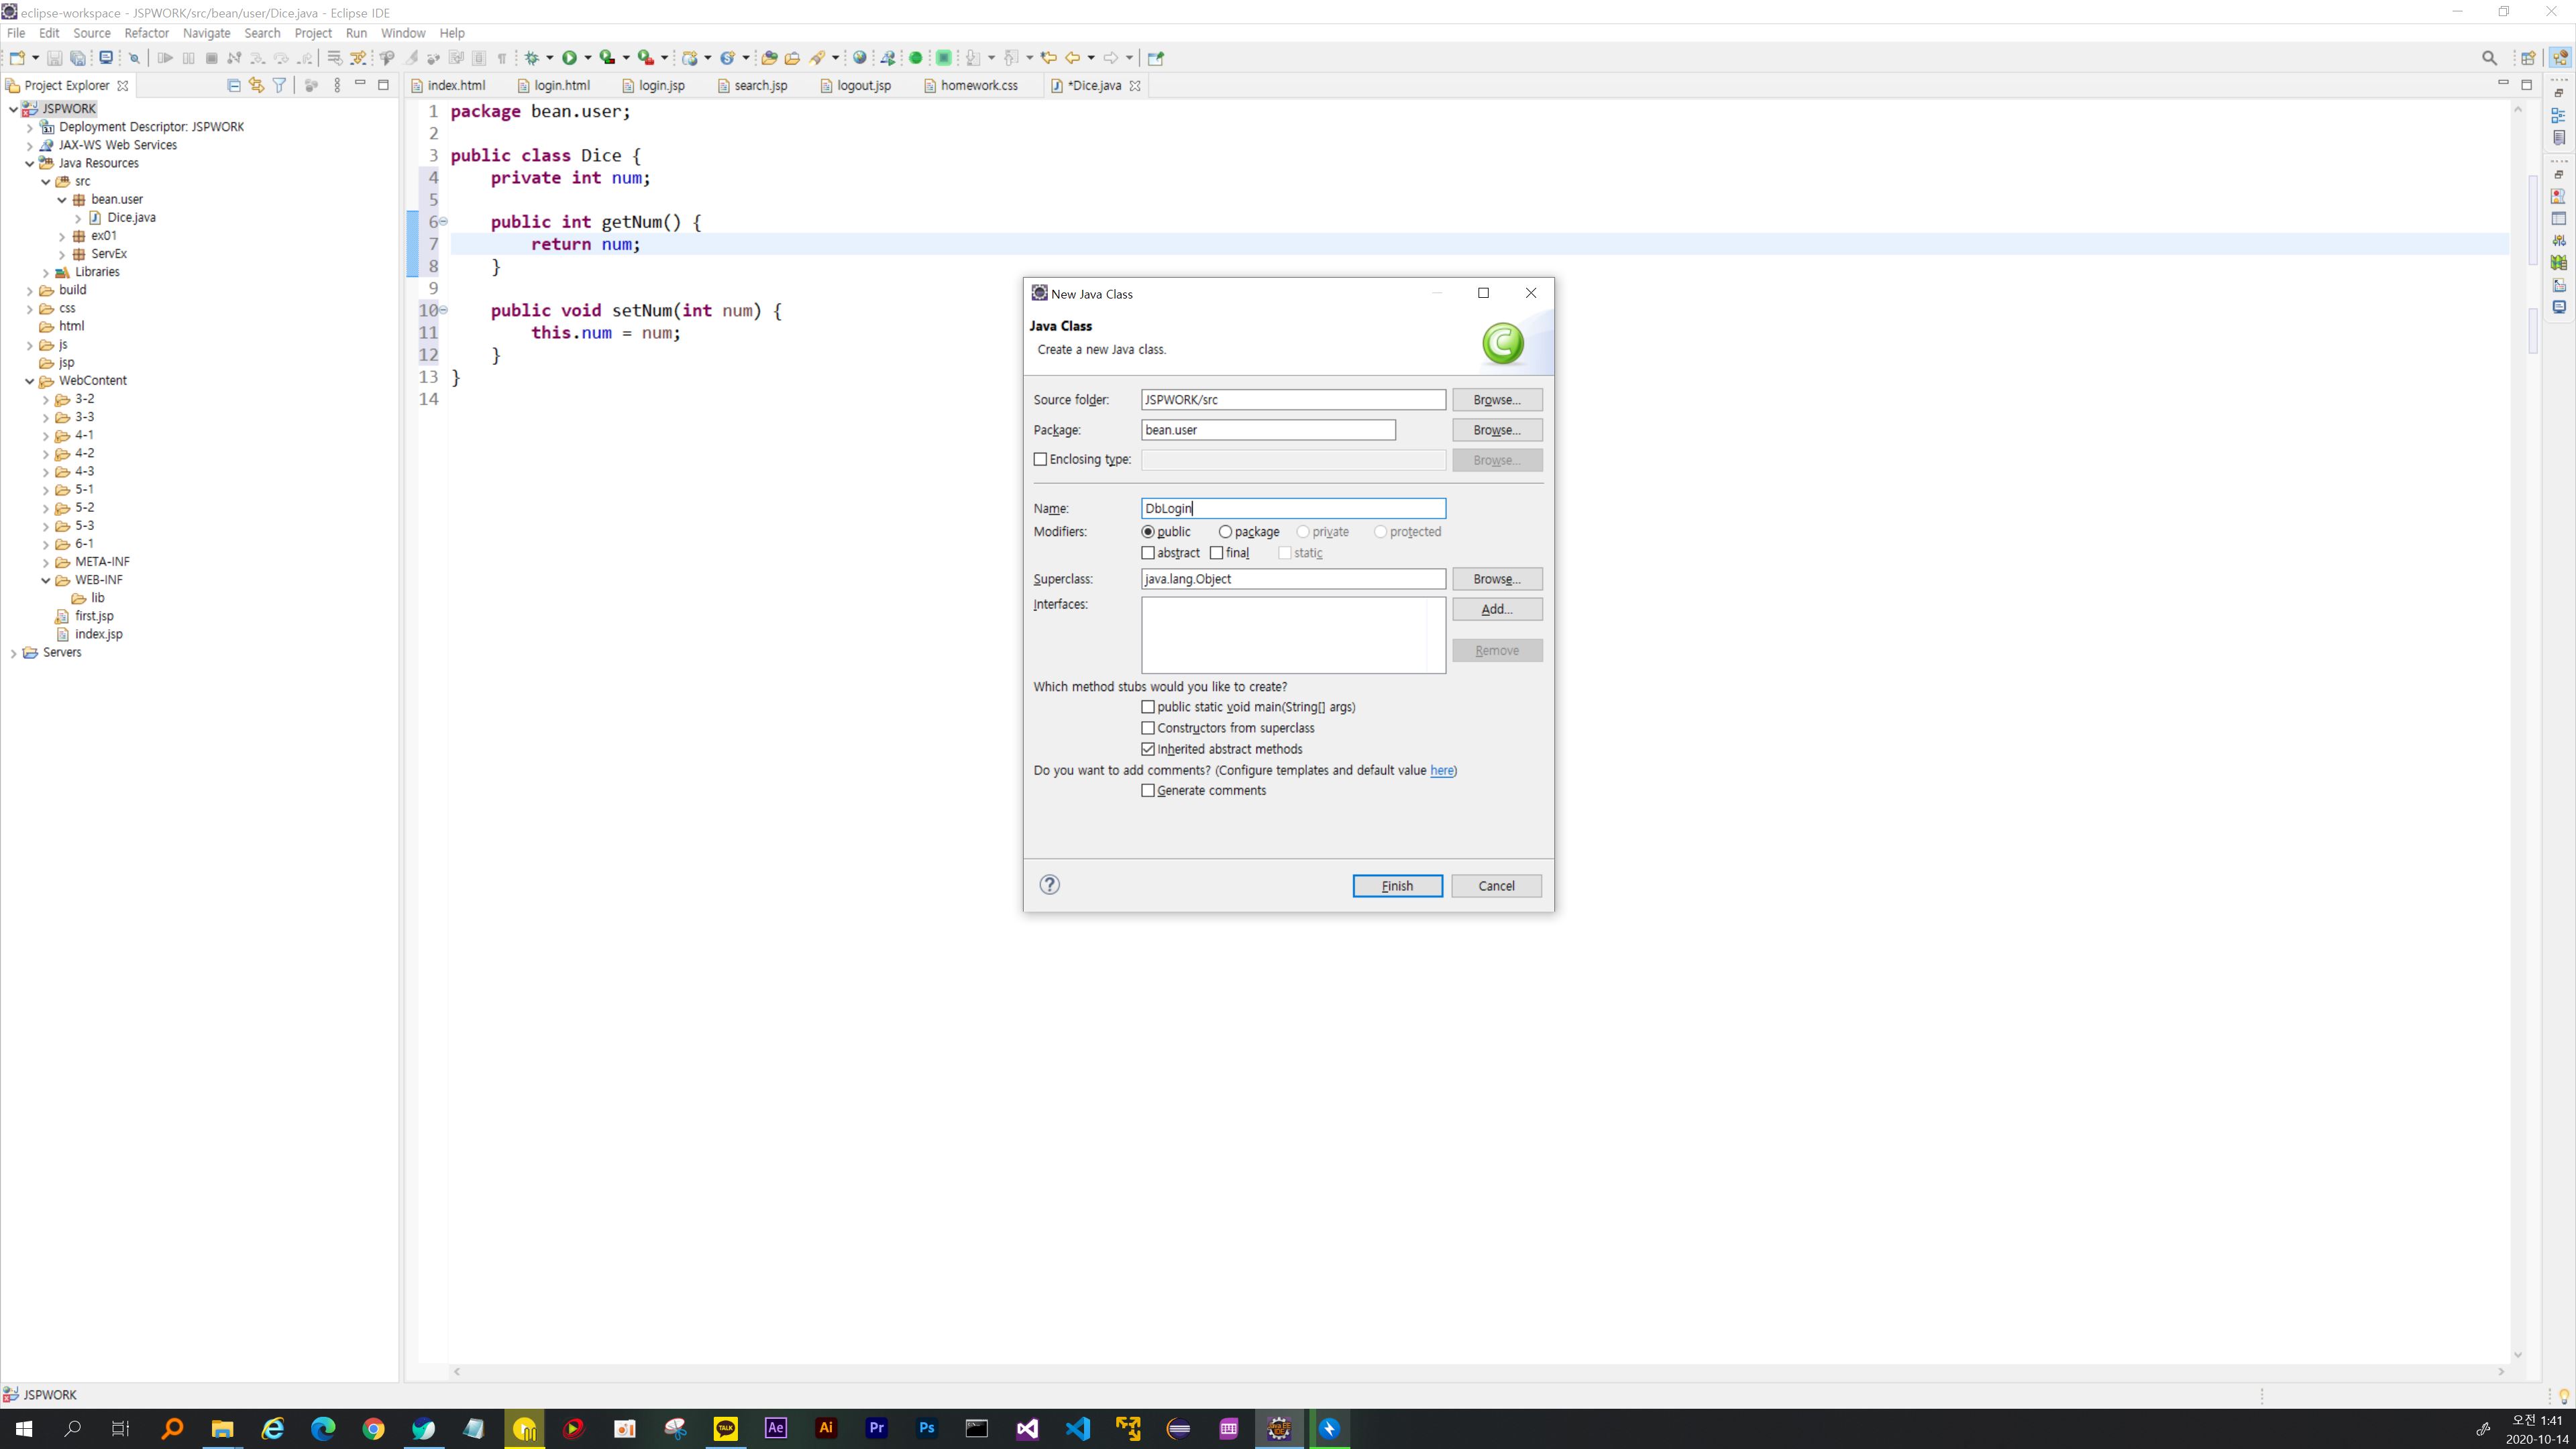 eclipse-workspace - JSPWORK/src/bean/user/Dice.java - Eclipse IDE
File Edit Source Refactor Navigate Search Project Run Window Help
Project Explorer
index.html login.html login.jsp search.jsp logout.jsp homework.css *Dice.java
JSPWORK
Deployment Descriptor: JSPWORK
JAX-WS Web Services
Java Resources
src
bean.user
Dice.java
ex01
ServEx
Libraries
build
css
html
js
jsp
WebContent
3-2
3-3
4-1
4-2
4-3
5-1
5-2
5-3
6-1
META-INF
WEB-INF
lib
first.jsp
index.jsp
Servers
1 package bean.user;
2
3 public class Dice {
4 private int num;
5
6 public int getNum() {
7 return num;
8 }
9
10 public void setNum(int num) {
11 this.num = num;
12 }
13 }
14
New Java Class
Java Class
Create a new Java class.
C
Source folder: JSPWORK/src Browse...
Package: bean.user Browse...
Enclosing type: Browse...
Name: DbLogin
Modifiers: public package private protected
abstract final static
Superclass: java.lang.Object Browse...
Interfaces: Add...
Remove
Which method stubs would you like to create?
public static void main(String[] args)
Constructors from superclass
Inherited abstract methods
Do you want to add comments? (Configure templates and default value here)
Generate comments
? Finish Cancel
JSPWORK
TALK Ae Ai Pr Ps
오전 1:41
2020-10-14